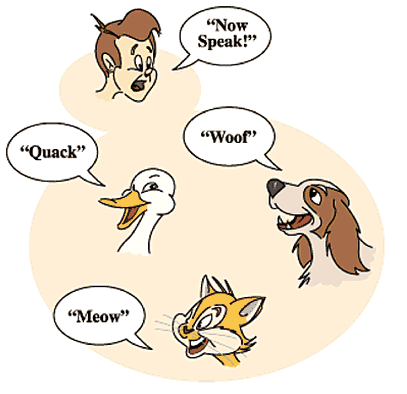 “Now
Speak!”
“Quack”
“Woof”
“Meow”